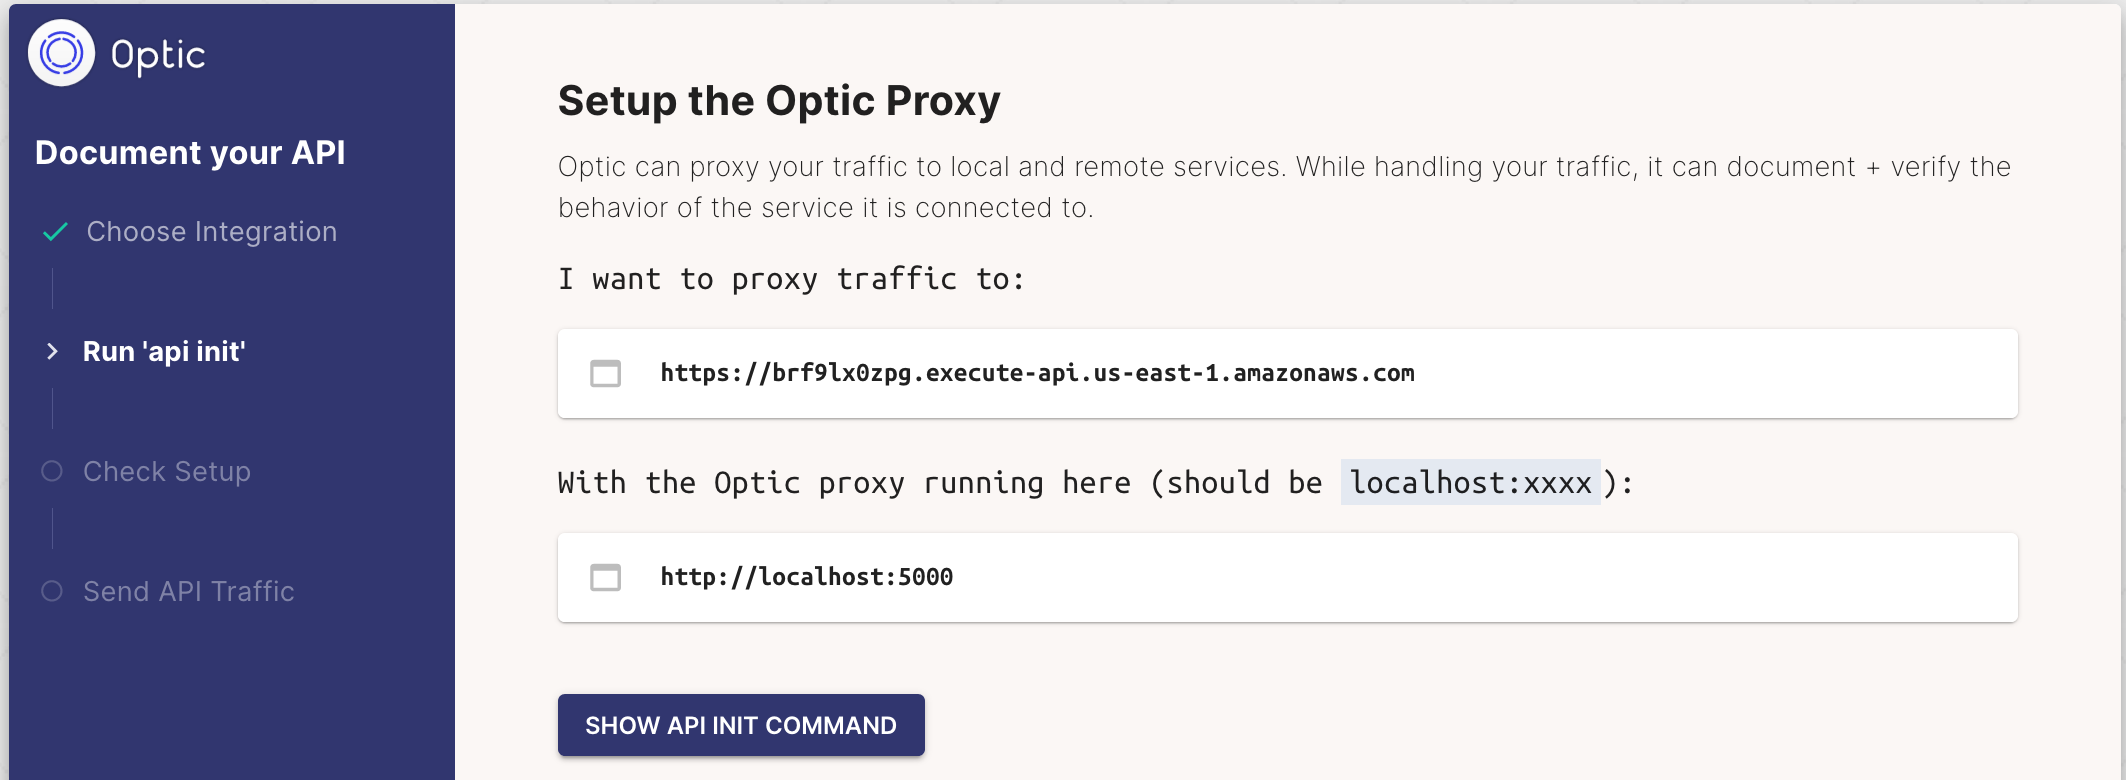 Optic
Document your API
Choose Integration
Run 'api init'
Check Setup
Send API Traffic
Setup the Optic Proxy
Optic can proxy your traffic to local and remote services. While handling your traffic, it can document + verify the
behavior of the service it is connected to.
I want to proxy traffic to:
https://brf9lx0zpg.execute-api.us-east-1.amazonaws.com
With the Optic proxy running here (should be localhost:xxxx):
http://localhost:5000
SHOW API INIT COMMAND